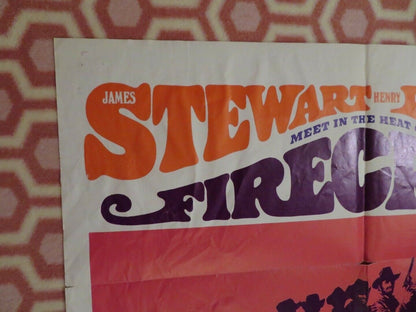 JAMES STEWART HENRY
MEET IN THE HEAT
FIREC